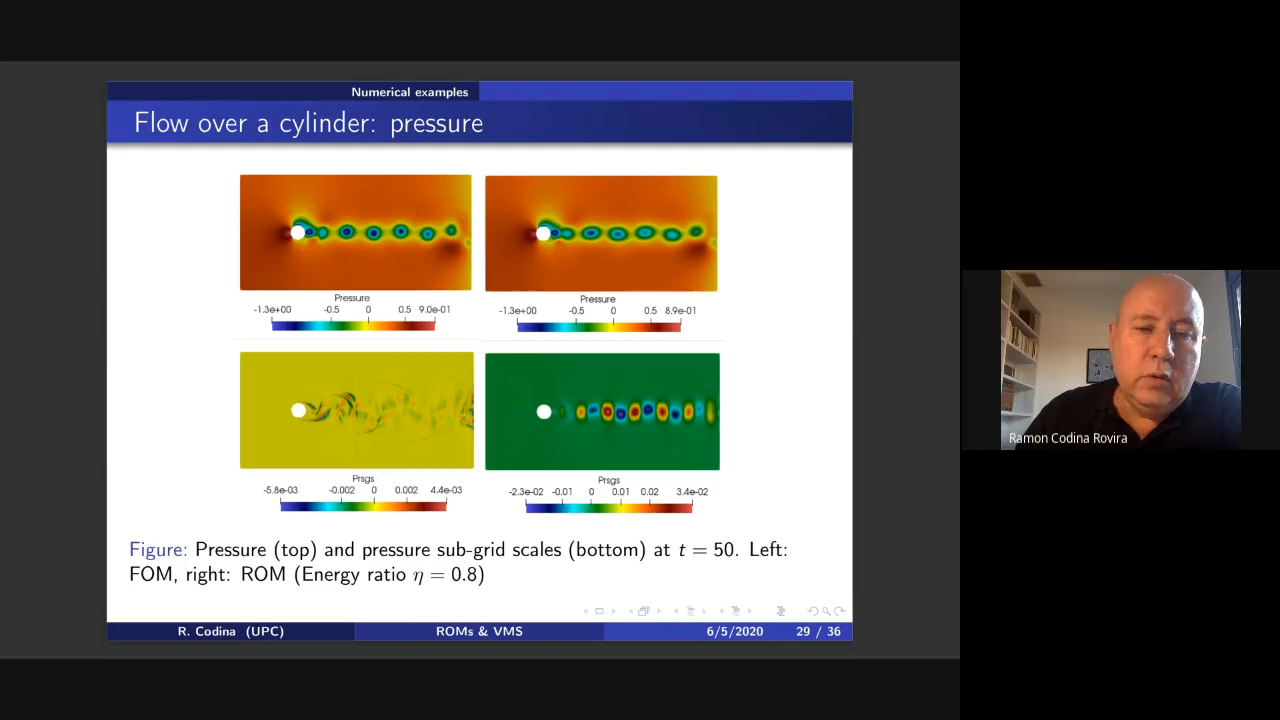 Numerical examples
Flow over a cylinder: pressure
Pressure
-1.3e+00 -0.5 0 0.5 9.0e-01
Pressure
-1.3e+00 -0.5 0 0.5 8.9e-01
Prsgs
-5.8e-03 -0.002 0 0.002 4.4e-03
Prsgs
-2.3e-02 -0.01 0 0.01 0.02 3.4e-02
Figure: Pressure (top) and pressure sub-grid scales (bottom) at t = 50. Left:
FOM, right: ROM (Energy ratio η = 0.8)
R. Codina (UPC) ROMs & VMS 6/5/2020 29 / 36
Ramon Codina Rovira